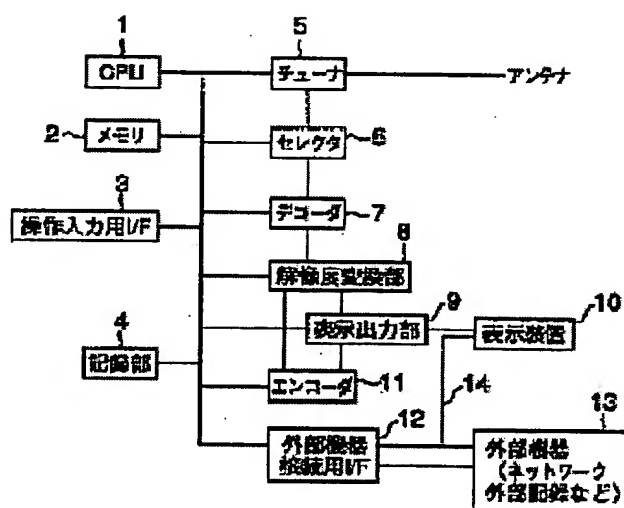 1
CPU
5
チューナ
アンテナ
2
メモリ
セレクタ
6
3
操作入力用I/F
デコーダ
7
8
解像度変換部
9
10
表示出力部
表示装置
4
記録部
エンコーダ
11
14
12
13
外部機器
接続用I/F
外部機器
(ネットワーク
外部記録など)